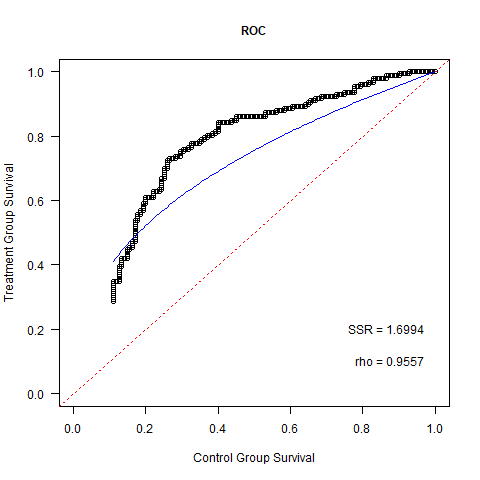 ROC
Treatment Group Survival
1.0
0.8
0.6
0.4
0.2
0.0
SSR = 1.6994
rho = 0.9557
0.0 0.2 0.4 0.6 0.8 1.0
Control Group Survival